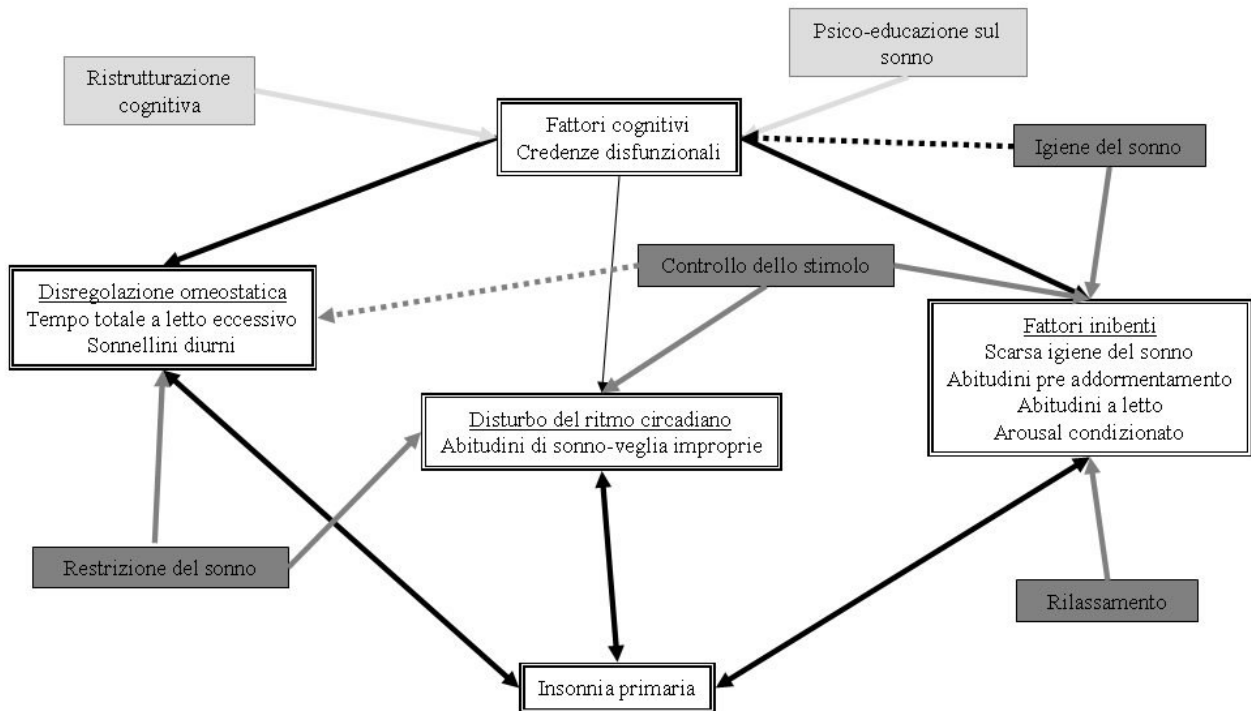 Psico-educazione sul
sonno
Ristrutturazione
cognitiva
Fattori cognitivi
Credenze disfunzionali
Igiene del sonno
Controllo dello stimolo
Disregolazione omeostatica
Tempo totale a letto eccessivo
Sonnellini diurni
Fattori inibenti
Scarsa igiene del sonno
Abitudini pre addormentamento
Abitudini a letto
Arousal condizionato
Disturbo del ritmo circadiano
Abitudini di sonno-veglia improprie
Restrizione del sonno
Rilassamento
Insonnia primaria